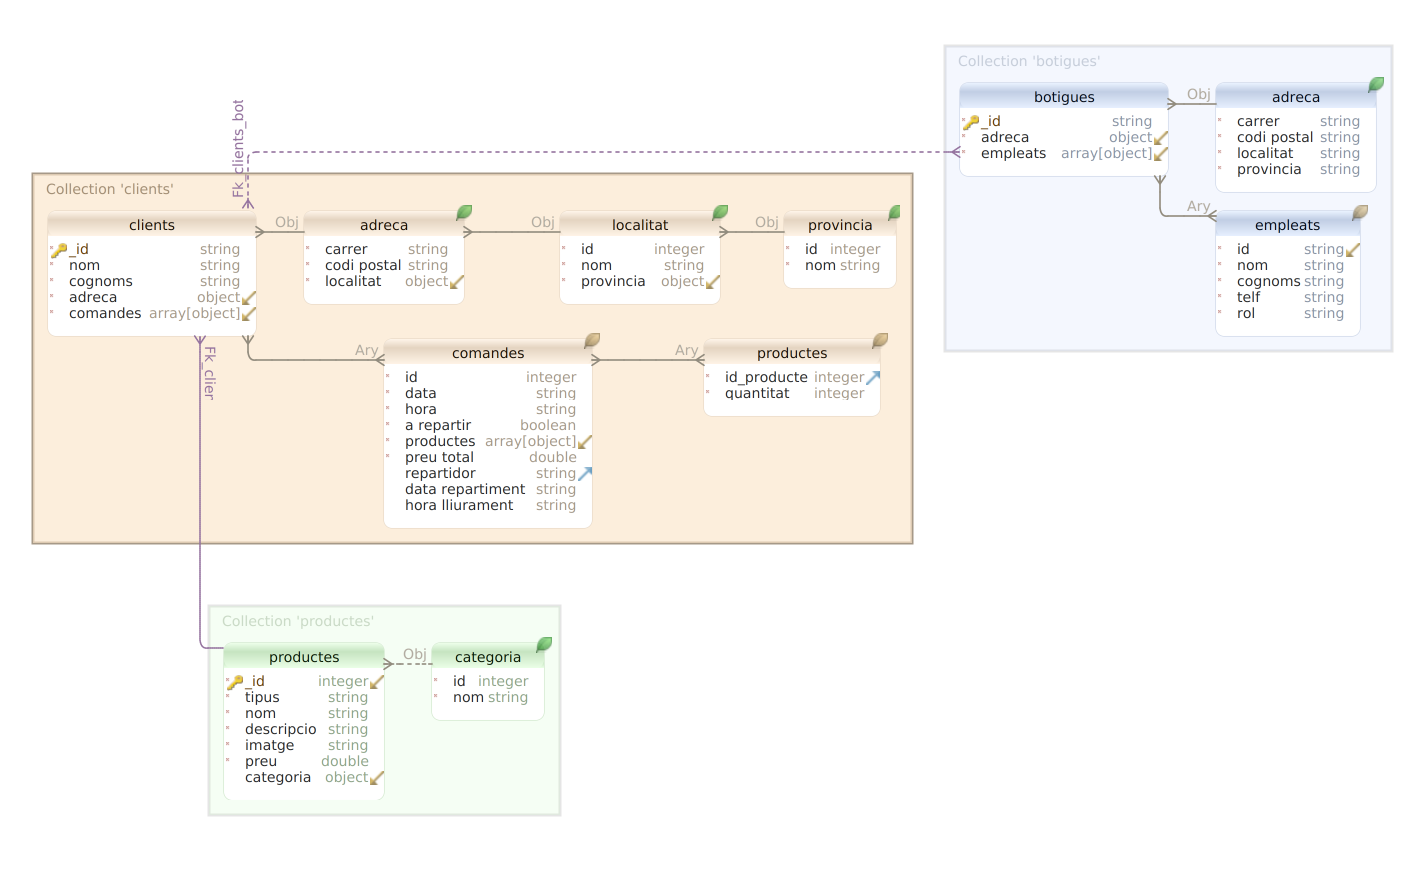 Collection 'botigues'
botigues
Obj
adreca
_id string
adreca object
empleats array[object]
carrer string
codi postal string
localitat string
provincia string
Ary
empleats
id string
nom string
cognoms string
telf string
rol string
Fk_clients_bot
Collection 'clients'
clients
Obj
adreca
Obj
localitat
Obj
provincia
_id string
nom string
cognoms string
adreca object
comandes array[object]
carrer string
codi postal string
localitat object
id integer
nom string
provincia object
id integer
nom string
Fk_clier
Ary
comandes
Ary
productes
id integer
data string
hora string
a repartir boolean
productes array[object]
preu total double
repartidor string
data repartiment string
hora lliurament string
id_producte integer
quantitat integer
Collection 'productes'
productes
Obj
categoria
_id integer
tipus string
nom string
descripcio string
imatge string
preu double
categoria object
id integer
nom string